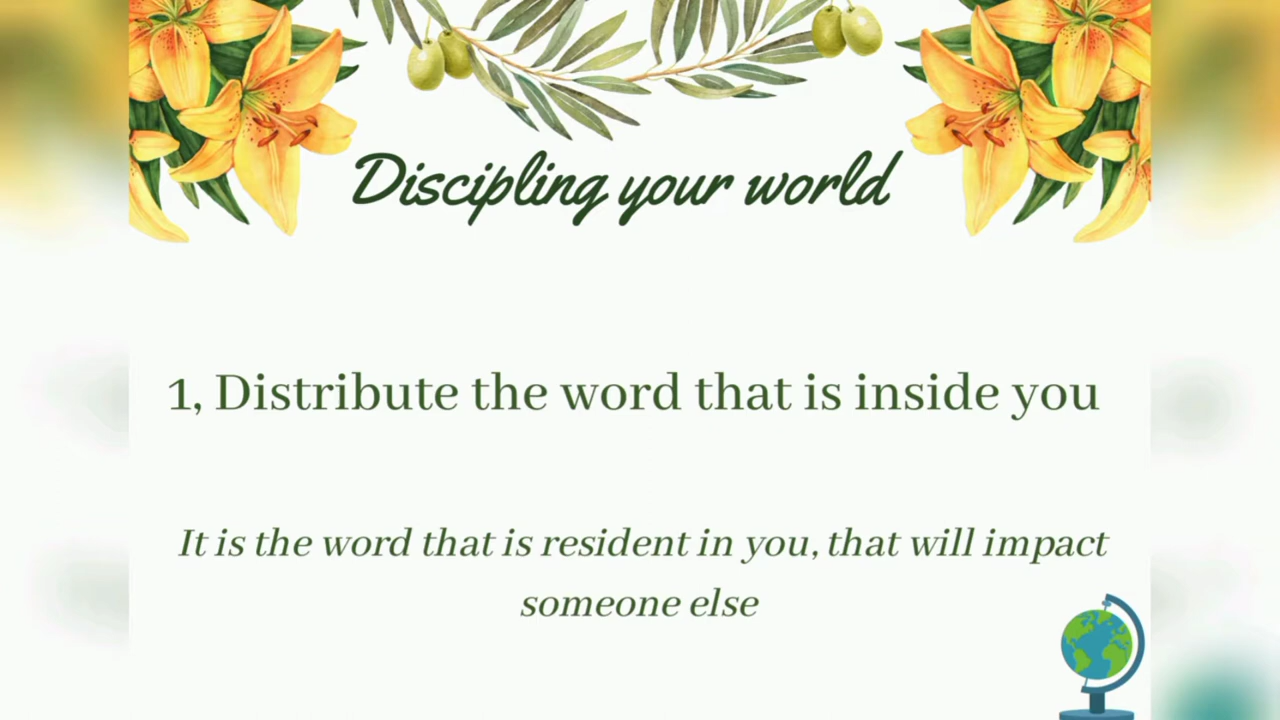 Discipling your world
1, Distribute the word that is inside you
It is the word that is resident in you, that will impact
someone else